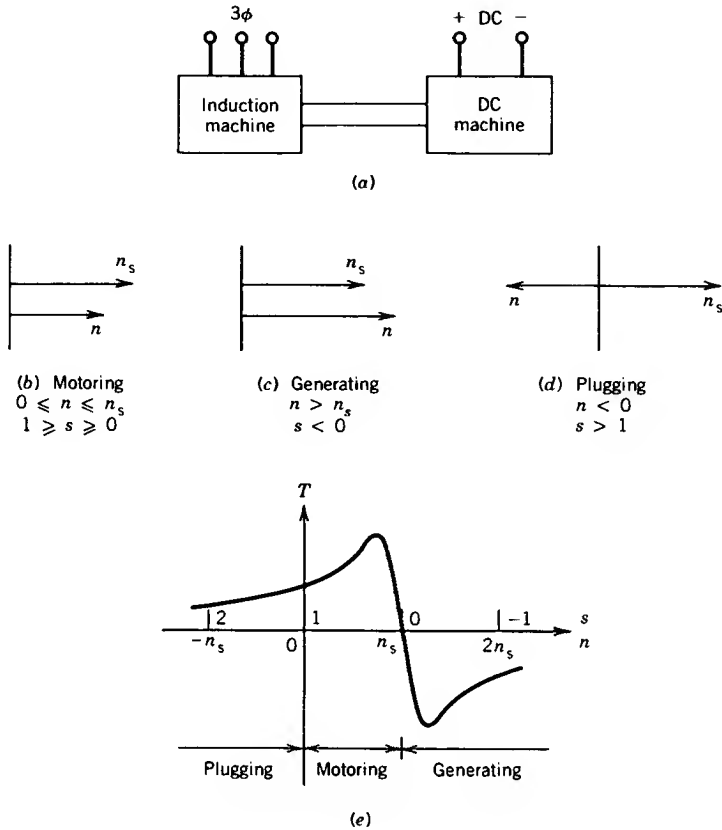 3ϕ
+ DC −
Induction machine
DC machine
(a)
n_s
n
n_s
n
n
n_s
(b) Motoring
0 ⩽ n ⩽ n_s
1 ⩾ s ⩾ 0
(c) Generating
n > n_s
s < 0
(d) Plugging
n < 0
s > 1
T
2 1 0 −1 s
−n_s 0 n_s 2n_s n
Plugging Motoring Generating
(e)